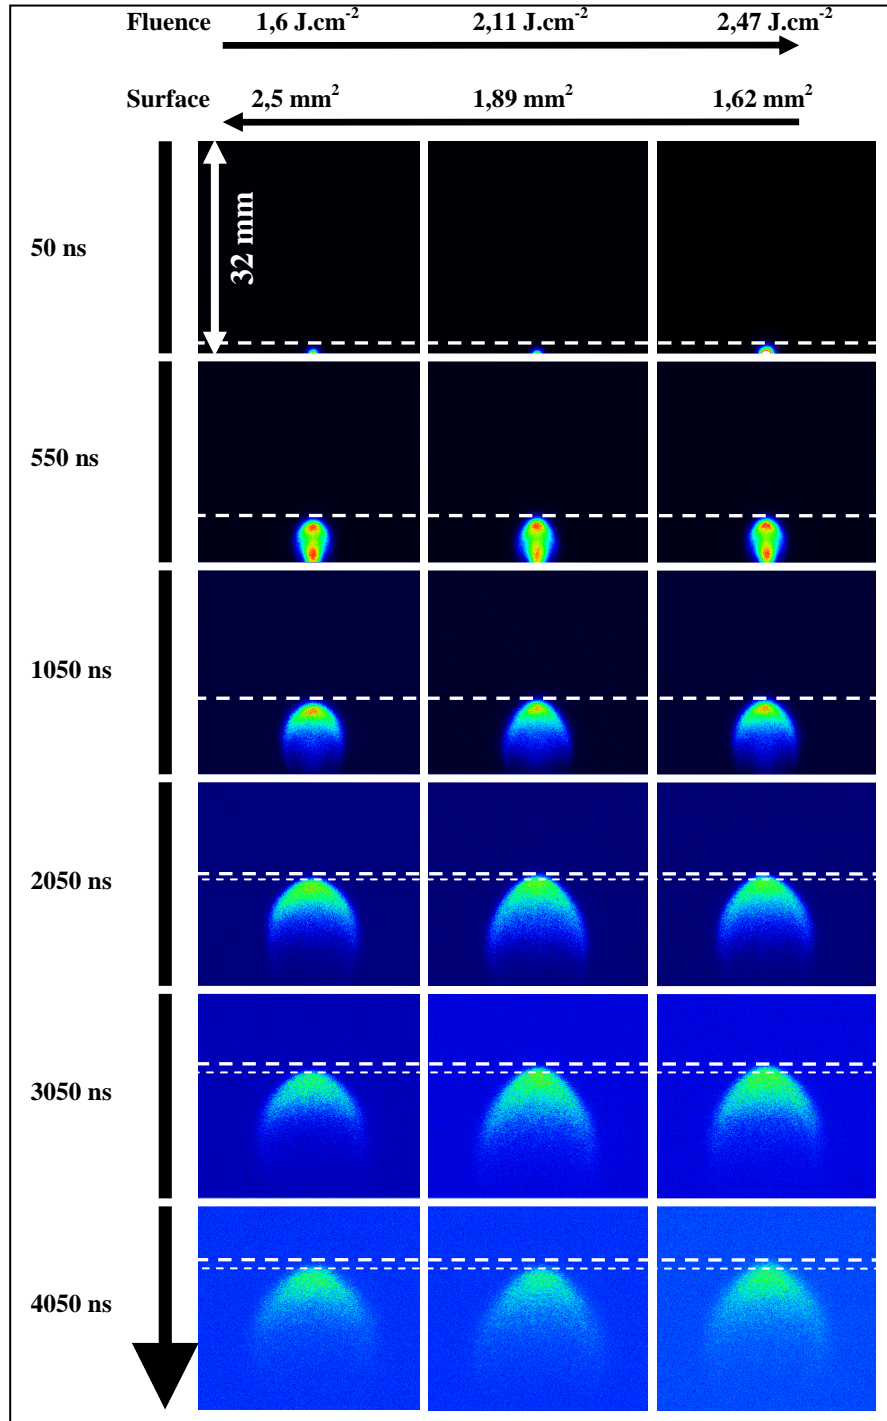 Fluence 1,6 J.cm-2 2,11 J.cm-2 2,47 J.cm-2
Surface 2,5 mm2 1,89 mm2 1,62 mm2
32 mm
50 ns
550 ns
1050 ns
2050 ns
3050 ns
4050 ns